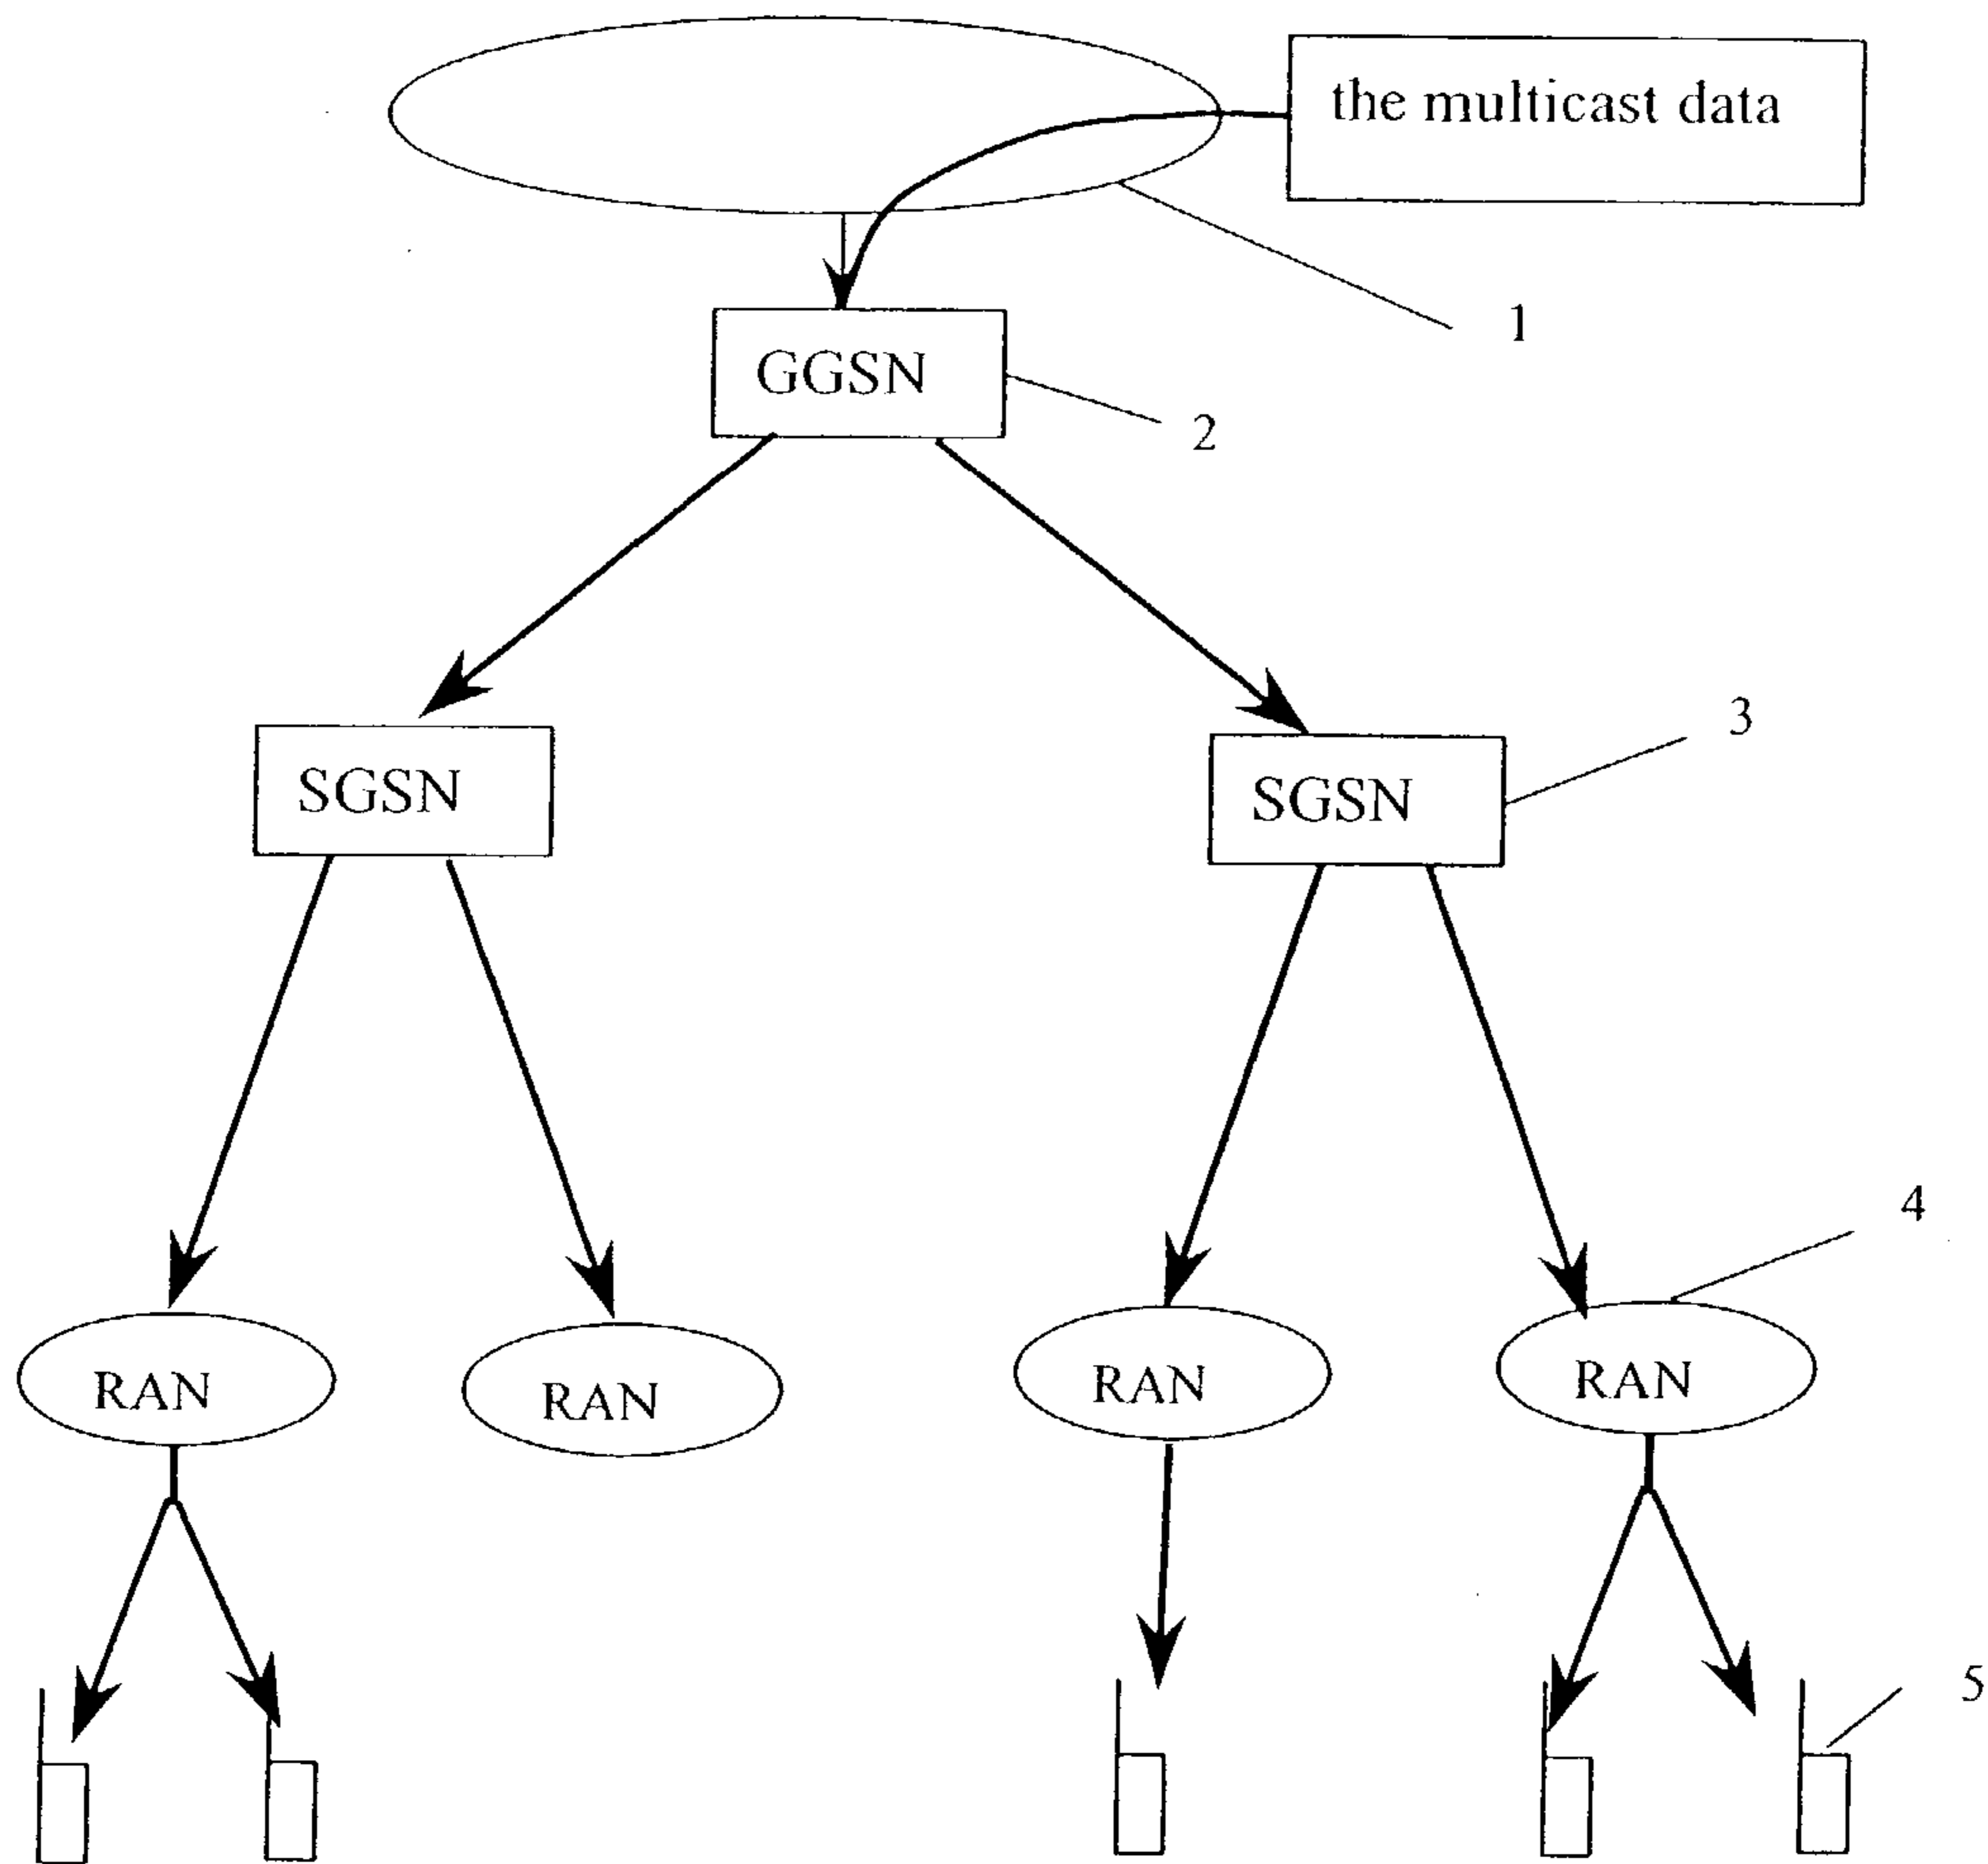 the multicast data
1
GGSN
2
SGSN
SGSN
3
4
RAN
RAN
RAN
RAN
5